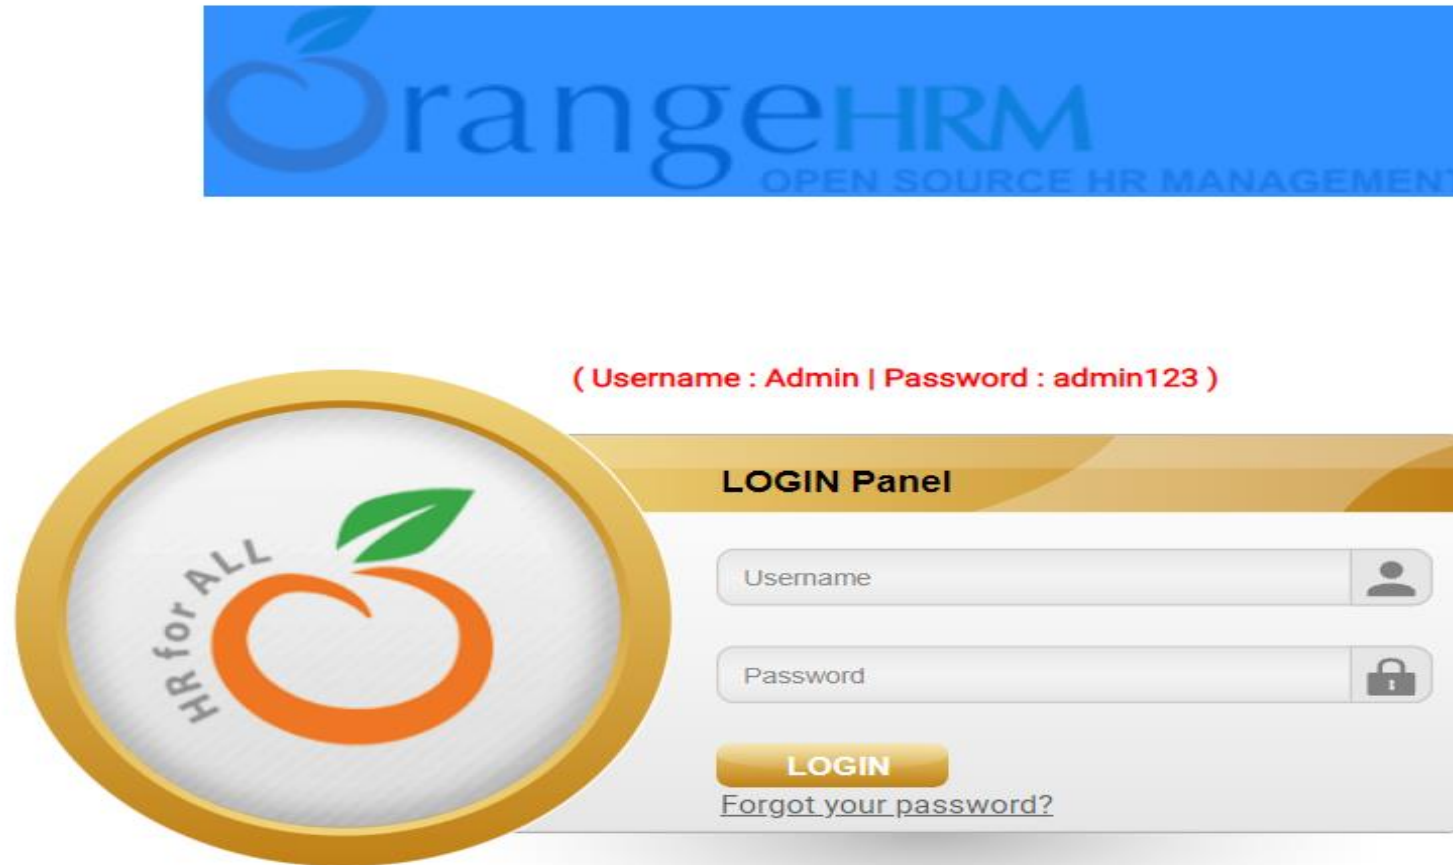 OrangeHRM
OPEN SOURCE HR MANAGEMENT
( Username : Admin | Password : admin123 )
HR for ALL
LOGIN Panel
Username
Password
LOGIN
Forgot your password?